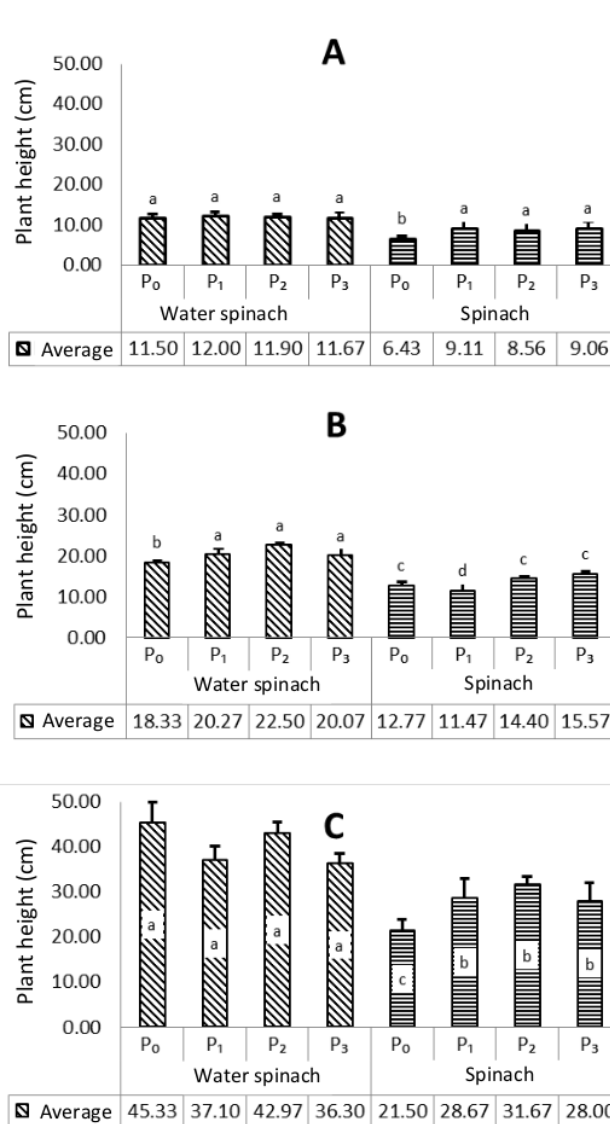 A
50.00
40.00
30.00
20.00
10.00
0.00
Plant height (cm)
a a a a b a a a
P₀ P₁ P₂ P₃ P₀ P₁ P₂ P₃
Water spinach Spinach
Average 11.50 12.00 11.90 11.67 6.43 9.11 8.56 9.06
B
50.00
40.00
30.00
20.00
10.00
0.00
Plant height (cm)
b a a a c d c c
P₀ P₁ P₂ P₃ P₀ P₁ P₂ P₃
Water spinach Spinach
Average 18.33 20.27 22.50 20.07 12.77 11.47 14.40 15.57
C
50.00
40.00
30.00
20.00
10.00
0.00
Plant height (cm)
a a a a c b b b
P₀ P₁ P₂ P₃ P₀ P₁ P₂ P₃
Water spinach Spinach
Average 45.33 37.10 42.97 36.30 21.50 28.67 31.67 28.00